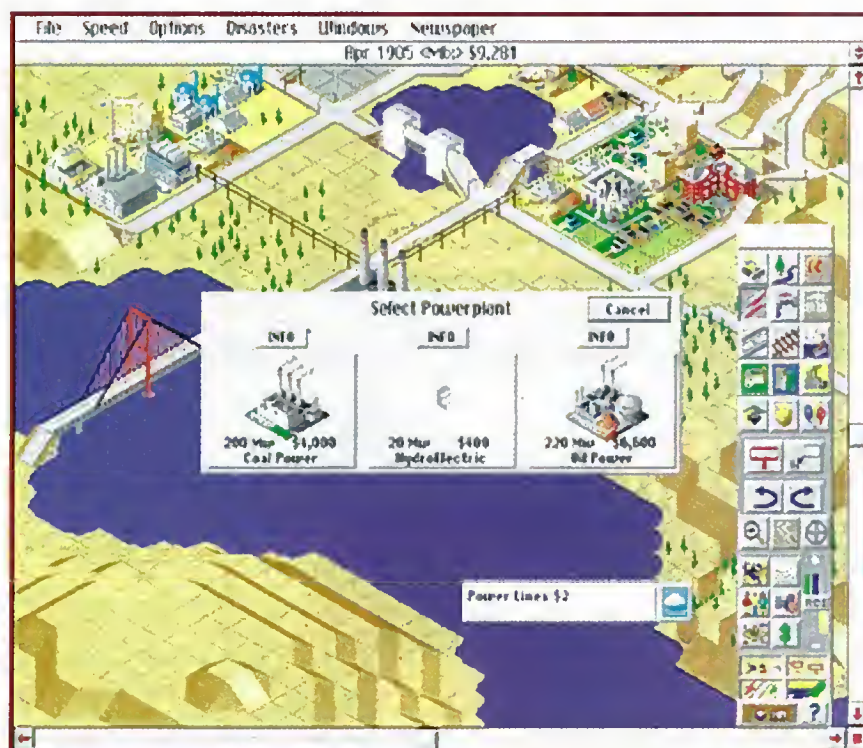 File Speed Options Disasters Windows Newspaper
Apr 1905 $9,281
Select Powerplant Cancel
INFO INFO INFO
200 Mw $4,000 20 Mw $400 220 Mw $6,600
Coal Power Hydroelectric Oil Power
Power Lines $2
RCI
?